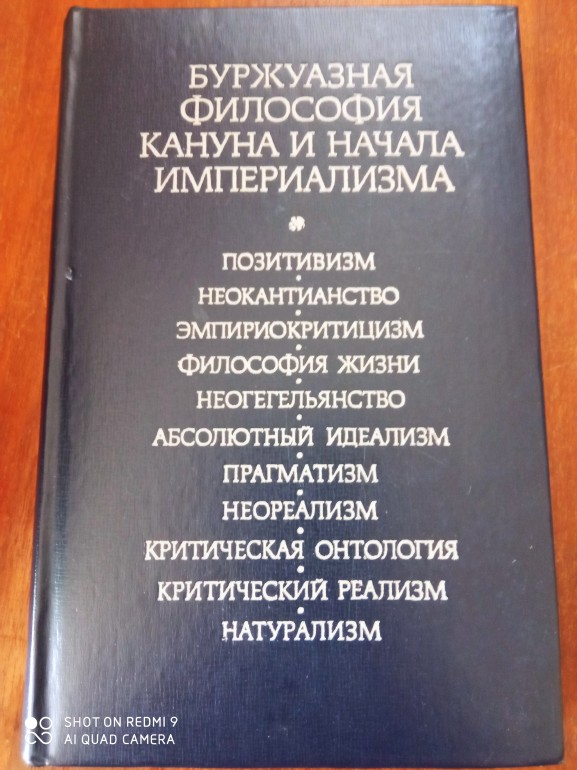 БУРЖУАЗНАЯ
ФИЛОСОФИЯ
КАНУНА И НАЧАЛА
ИМПЕРИАЛИЗМА
ПОЗИТИВИЗМ
НЕОКАНТИАНСТВО
ЭМПИРИОКРИТИЦИЗМ
ФИЛОСОФИЯ ЖИЗНИ
НЕОГЕГЕЛЬЯНСТВО
АБСОЛЮТНЫЙ ИДЕАЛИЗМ
ПРАГМАТИЗМ
НЕОРЕАЛИЗМ
КРИТИЧЕСКАЯ ОНТОЛОГИЯ
КРИТИЧЕСКИЙ РЕАЛИЗМ
НАТУРАЛИЗМ
SHOT ON REDMI 9
AI QUAD CAMERA